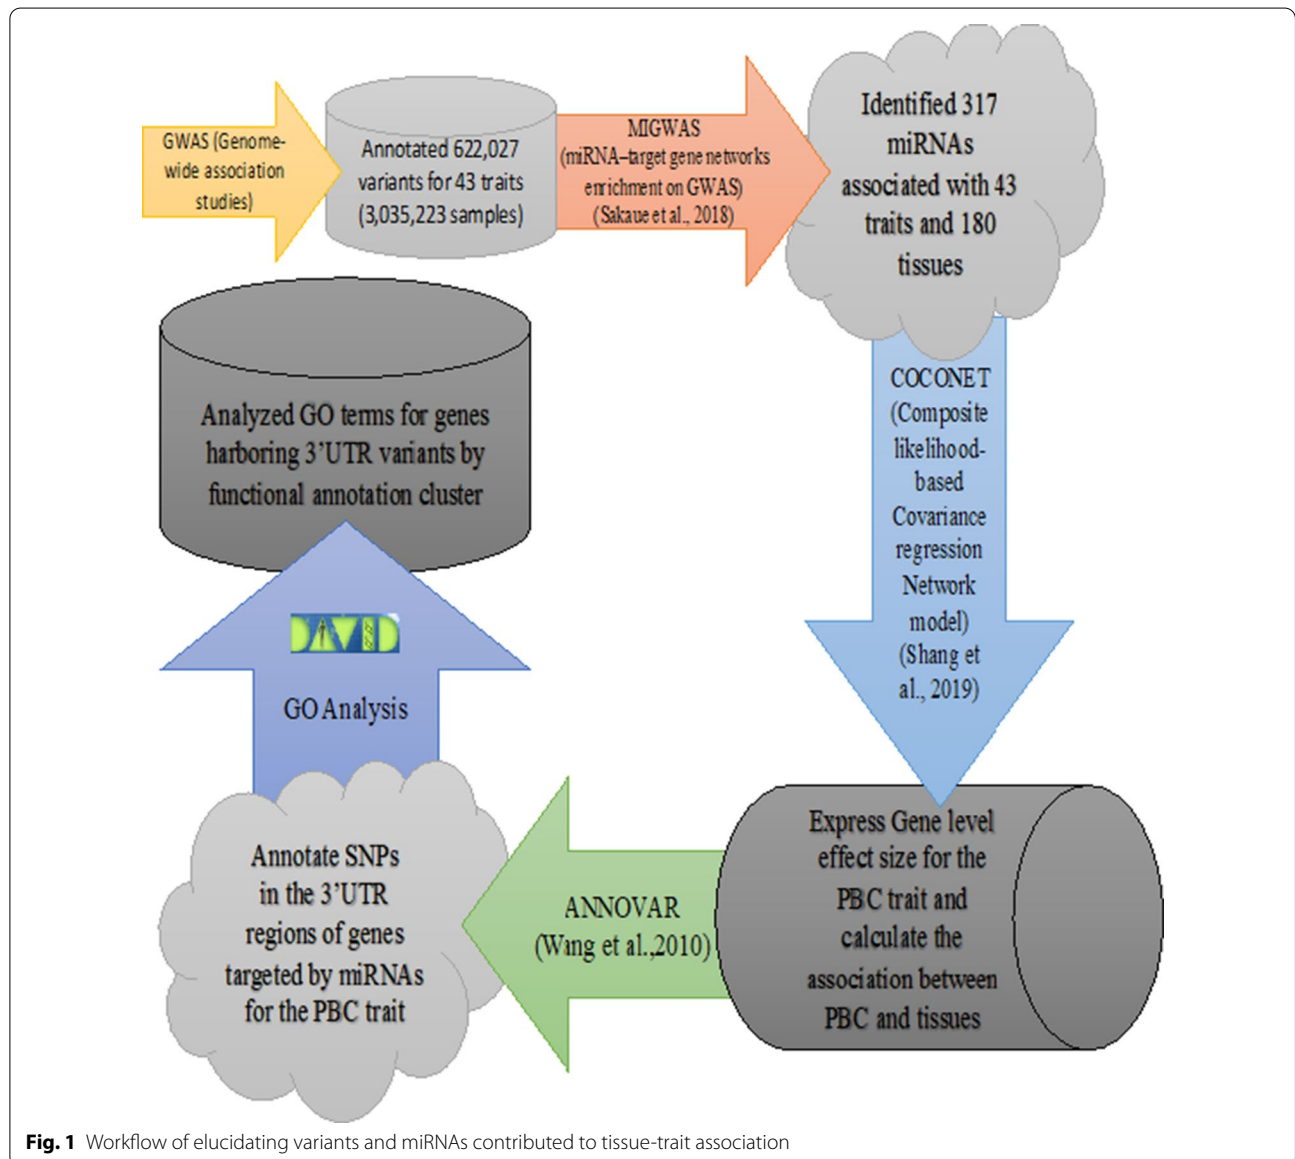 GWAS (Genome-
wide association
studies)
Annotated 622,027
variants for 43 traits
(3,035,223 samples)
MIGWAS
(miRNA–target gene networks
enrichment on GWAS)
(Sakaue et al., 2018)
Identified 317
miRNAs
associated with 43
traits and 180
tissues
COCONET
(Composite
likelihood-
based
Covariance
regression
Network
model)
(Shang et
al., 2019)
Express Gene level
effect size for the
PBC trait and
calculate the
association between
PBC and tissues
ANNOVAR
(Wang et al.,2010)
Annotate SNPs
in the 3’UTR
regions of genes
targeted by miRNAs
for the PBC trait
DAVID
GO Analysis
Analyzed GO terms for genes
harboring 3’UTR variants by
functional annotation cluster
Fig. 1 Workflow of elucidating variants and miRNAs contributed to tissue-trait association